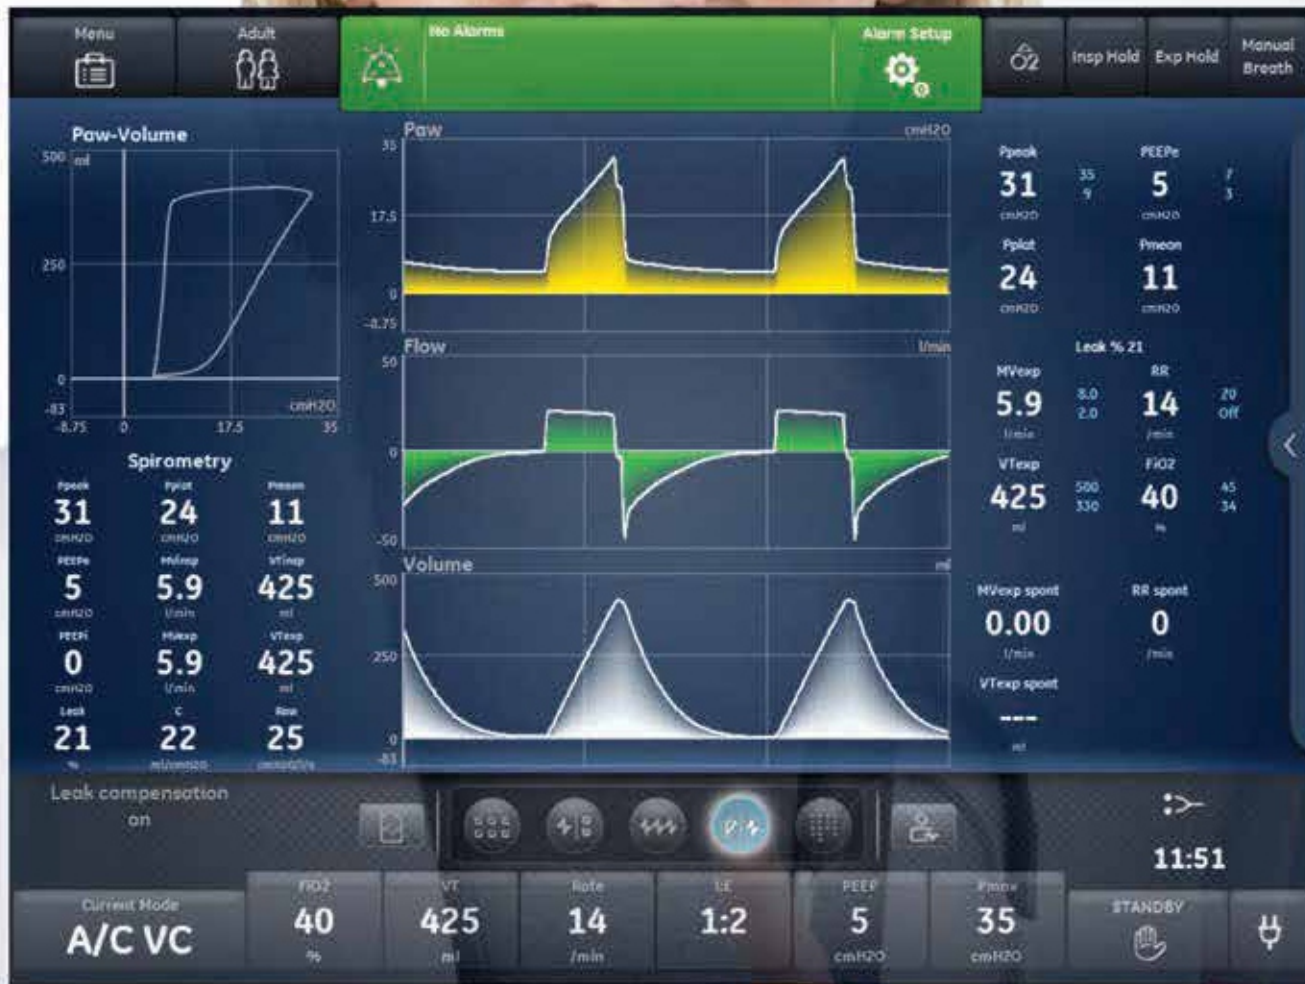 Menu
Adult
No Alarms
Alarm Setup
O2
Insp Hold
Exp Hold
Manual
Breath
Paw-Volume
500 ml
250
0
-83
-8.75 0 17.5 35
cmH2O
Spirometry
Ppeak Pplat Pmean
31 24 11
cmH2O cmH2O cmH2O
PEEPe MVinsp VTinsp
5 5.9 425
cmH2O l/min ml
PEEPi MVexp VTexp
0 5.9 425
cmH2O l/min ml
Leak C Raw
21 22 25
% ml/cmH2O cmH2O/l/s
Paw cmH2O
35
17.5
0
-8.75
Flow l/min
50
0
-50
Volume ml
500
250
0
-83
Ppeak PEEPe
31 35 9 5 7 3
cmH2O cmH2O
Pplat Pmean
24 11
cmH2O cmH2O
Leak % 21
MVexp RR
5.9 8.0 2.0 14 20 Off
l/min /min
VTexp FiO2
425 500 330 40 45 34
ml %
MVexp spont RR spont
0.00 0
l/min /min
VTexp spont
---
ml
Leak compensation
on
11:51
Current Mode
A/C VC
FiO2 VT Rate I:E PEEP Pmax
40 425 14 1:2 5 35
% ml /min cmH2O cmH2O
STANDBY